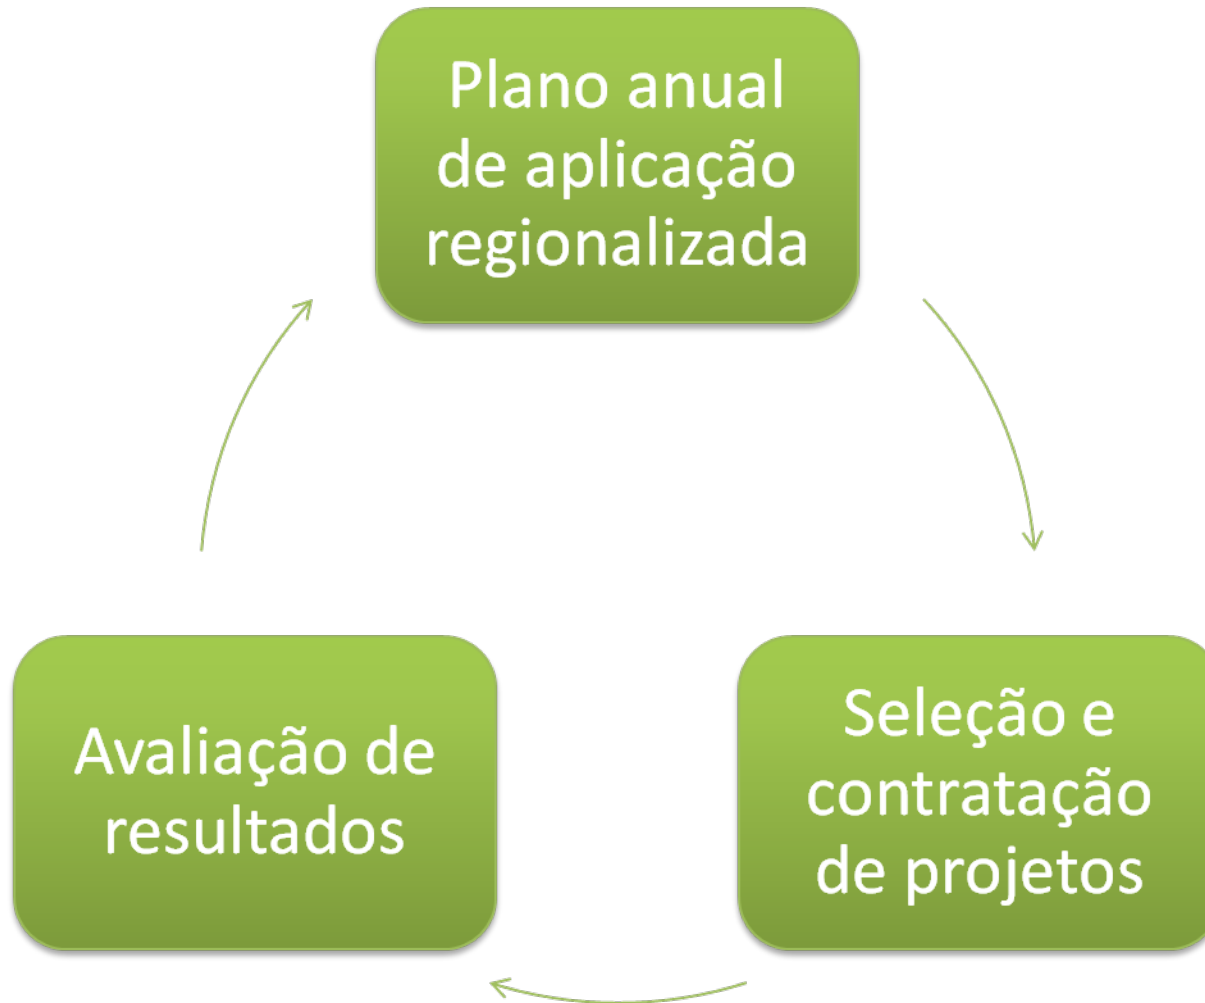 Plano anual
de aplicação
regionalizada
Seleção e
contratação
de projetos
Avaliação de
resultados